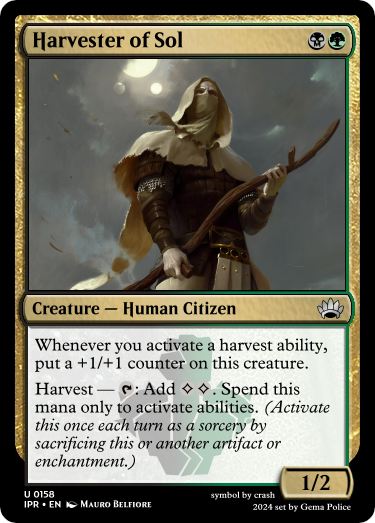 Harvester of Sol
Creature — Human Citizen
Whenever you activate a harvest ability,
put a +1/+1 counter on this creature.
Harvest — : Add . Spend this
mana only to activate abilities. (Activate
this once each turn as a sorcery by
sacrificing this or another artifact or
enchantment.)
1/2
U 0158
IPR • EN Mauro Belfiore
symbol by crash
2024 set by Gema Police